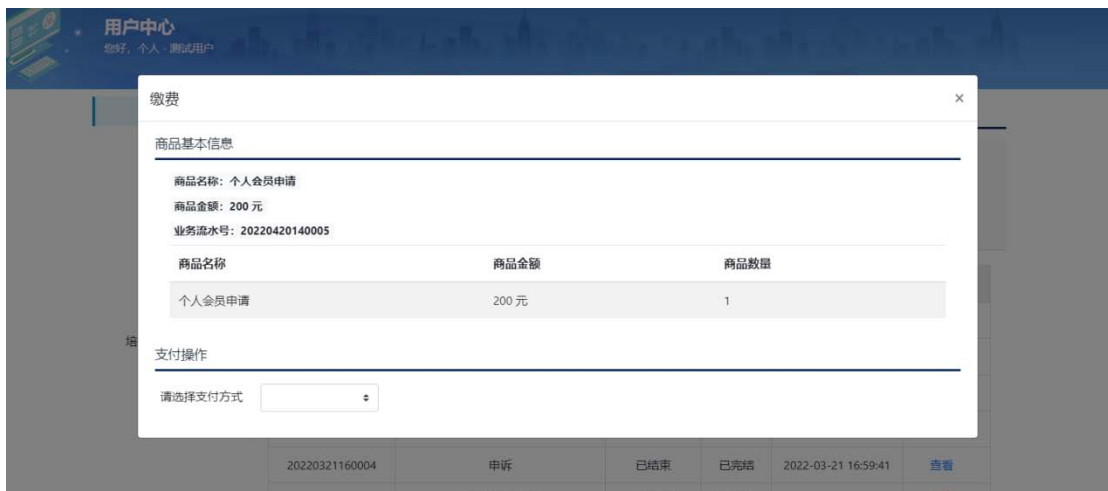 用户中心
您好，个人 - 测试用户
缴费 ×
商品基本信息
商品名称：个人会员申请
商品金额：200 元
业务流水号：20220420140005
商品名称 商品金额 商品数量
个人会员申请 200 元 1
培
支付操作
请选择支付方式
20220321160004 申诉 已结束 已完结 2022-03-21 16:59:41 查看